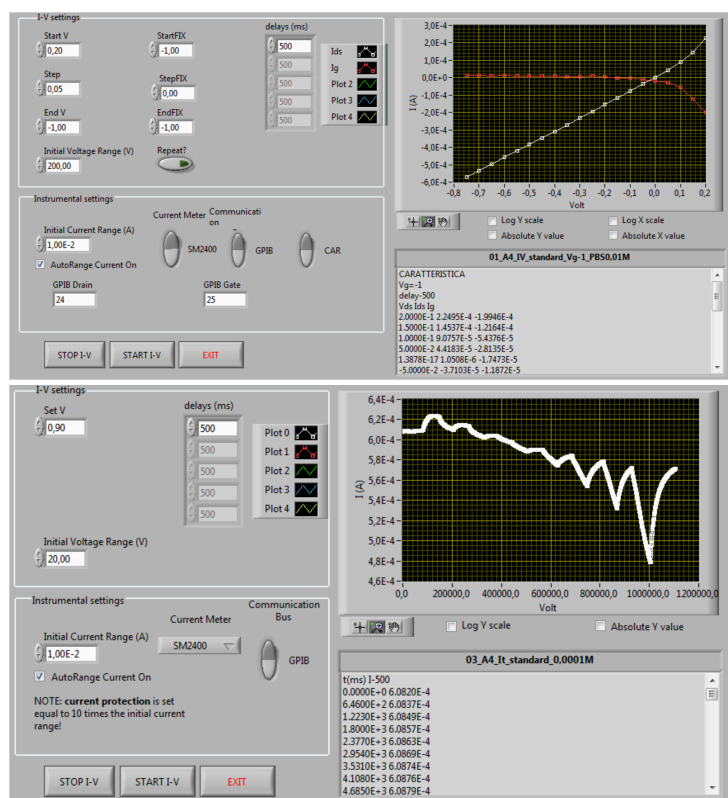 I-V settings
Start V
0,20
StartFIX
-1,00
Step
0,05
StepFIX
0,00
End V
-1,00
EndFIX
-1,00
Initial Voltage Range (V)
200,00
Repeat?
delays (ms)
500
500
500
500
500
Ids
Ig
Plot 2
Plot 3
Plot 4
Instrumental settings
Initial Current Range (A)
1,00E-2
AutoRange Current On
Current Meter
SM2400
Communicati
on
GPIB
CAR
GPIB Drain
24
GPIB Gate
25
STOP I-V
START I-V
EXIT
I (A)
3,0E-4
2,0E-4
1,0E-4
0,0E+0
-1,0E-4
-2,0E-4
-3,0E-4
-4,0E-4
-5,0E-4
-6,0E-4
-0,8 -0,7 -0,6 -0,5 -0,4 -0,3 -0,2 -0,1 0,0 0,1 0,2
Volt
Log Y scale
Log X scale
Absolute Y value
Absolute X value
01_A4_IV_standard_Vg-1_PBS0,01M
CARATTERISTICA
Vg=-1
delay-500
Vds Ids Ig
2.0000E-1 2.2495E-4 -1.9946E-4
1.5000E-1 1.4537E-4 -1.2164E-4
1.0000E-1 9.0757E-5 -5.4376E-5
5.0000E-2 4.4183E-5 -2.8135E-5
1.3878E-17 1.0508E-6 -1.7473E-5
-5.0000E-2 -3.7103E-5 -1.1872E-5
I-V settings
Set V
0,90
Initial Voltage Range (V)
20,00
delays (ms)
500
500
500
500
500
Plot 0
Plot 1
Plot 2
Plot 3
Plot 4
Instrumental settings
Initial Current Range (A)
1,00E-2
AutoRange Current On
Current Meter
SM2400
Communication
Bus
GPIB
NOTE: current protection is set
equal to 10 times the initial current
range!
STOP I-V
START I-V
EXIT
I (A)
6,4E-4
6,2E-4
6,0E-4
5,8E-4
5,6E-4
5,4E-4
5,2E-4
5,0E-4
4,8E-4
4,6E-4
0,0 200000,0 400000,0 600000,0 800000,0 1000000,0 1200000,0
Volt
Log Y scale
Absolute Y value
03_A4_It_standard_0,0001M
t(ms) I-500
0.0000E+0 6.0820E-4
6.4600E+2 6.0837E-4
1.2230E+3 6.0849E-4
1.8000E+3 6.0857E-4
2.3770E+3 6.0863E-4
2.9540E+3 6.0869E-4
3.5310E+3 6.0874E-4
4.1080E+3 6.0876E-4
4.6850E+3 6.0879E-4